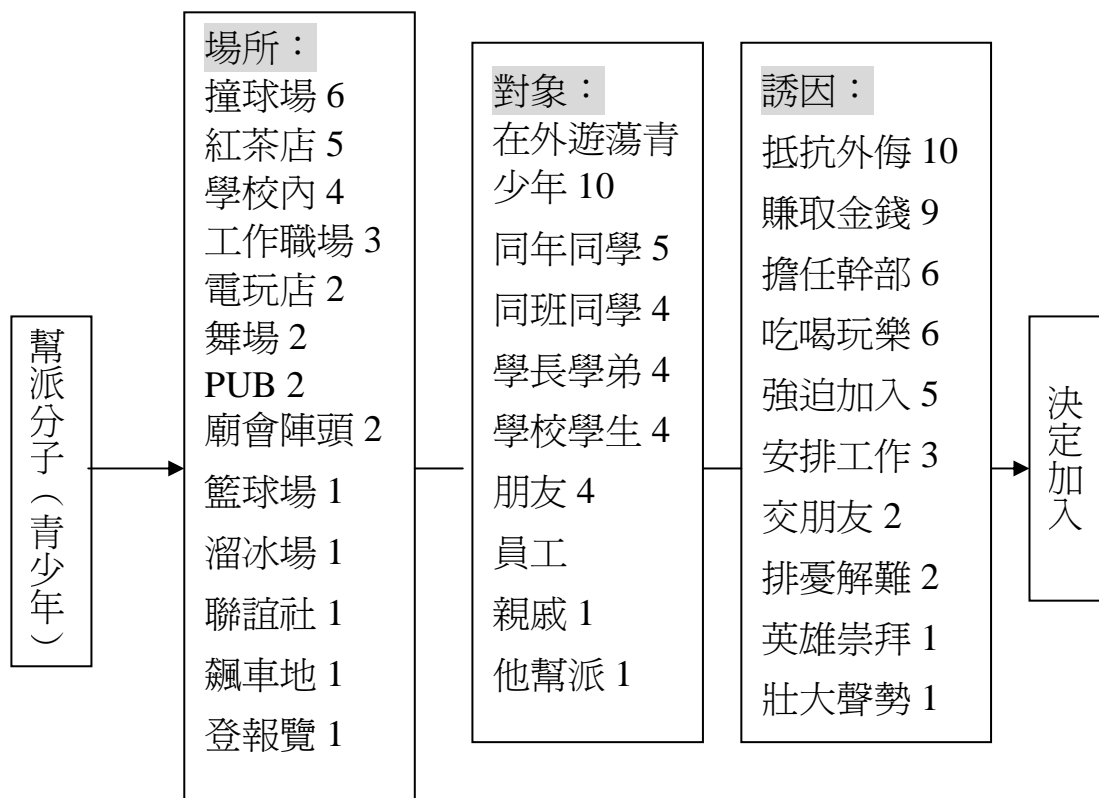 幫派分子（青少年）
場所：
撞球場 6
紅茶店 5
學校內 4
工作職場 3
電玩店 2
舞場 2
PUB 2
廟會陣頭 2
籃球場 1
溜冰場 1
聯誼社 1
飆車地 1
登報覽 1
對象：
在外遊蕩青
少年 10
同年同學 5
同班同學 4
學長學弟 4
學校學生 4
朋友 4
員工
親戚 1
他幫派 1
誘因：
抵抗外侮 10
賺取金錢 9
擔任幹部 6
吃喝玩樂 6
強迫加入 5
安排工作 3
交朋友 2
排憂解難 2
英雄崇拜 1
壯大聲勢 1
決定加入